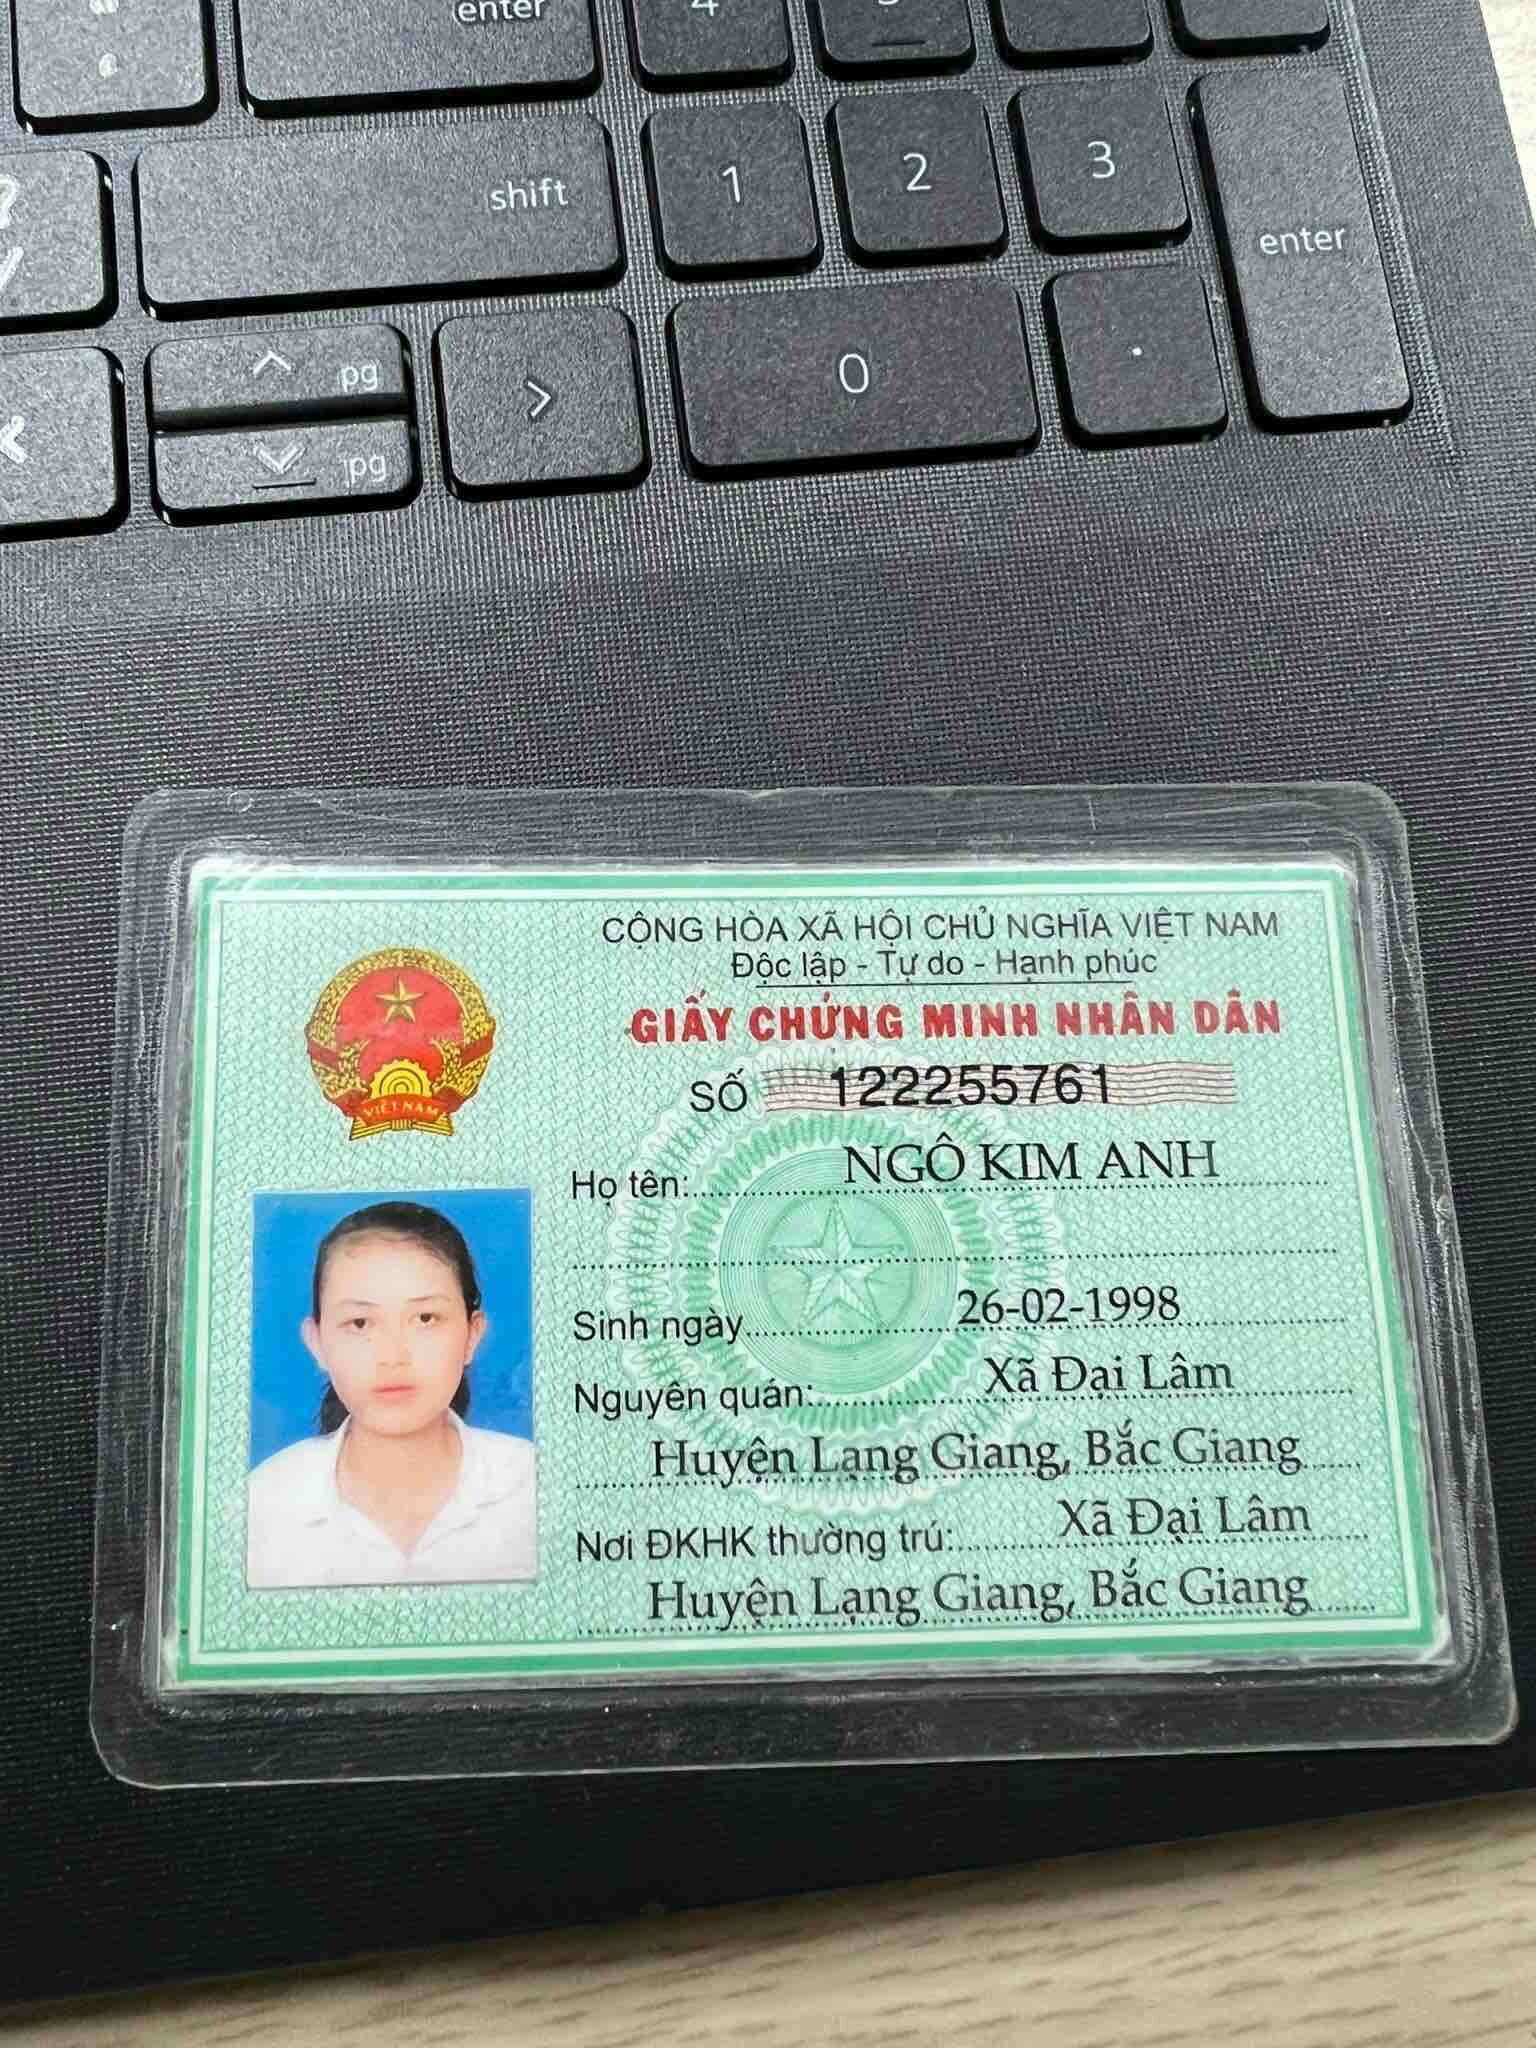 enter
4
shift
1
2
3
enter
pg
pg
>
0
.
CỘNG HÒA XÃ HỘI CHỦ NGHĨA VIỆT NAM
Độc lập - Tự do - Hạnh phúc
GIẤY CHỨNG MINH NHÂN DÂN
SỐ 122255761
VIỆT NAM
Họ tên: NGÔ KIM ANH
Sinh ngày 26-02-1998
Nguyên quán: Xã Đại Lâm
Huyện Lạng Giang, Bắc Giang
Nơi ĐKHK thường trú: Xã Đại Lâm
Huyện Lạng Giang, Bắc Giang